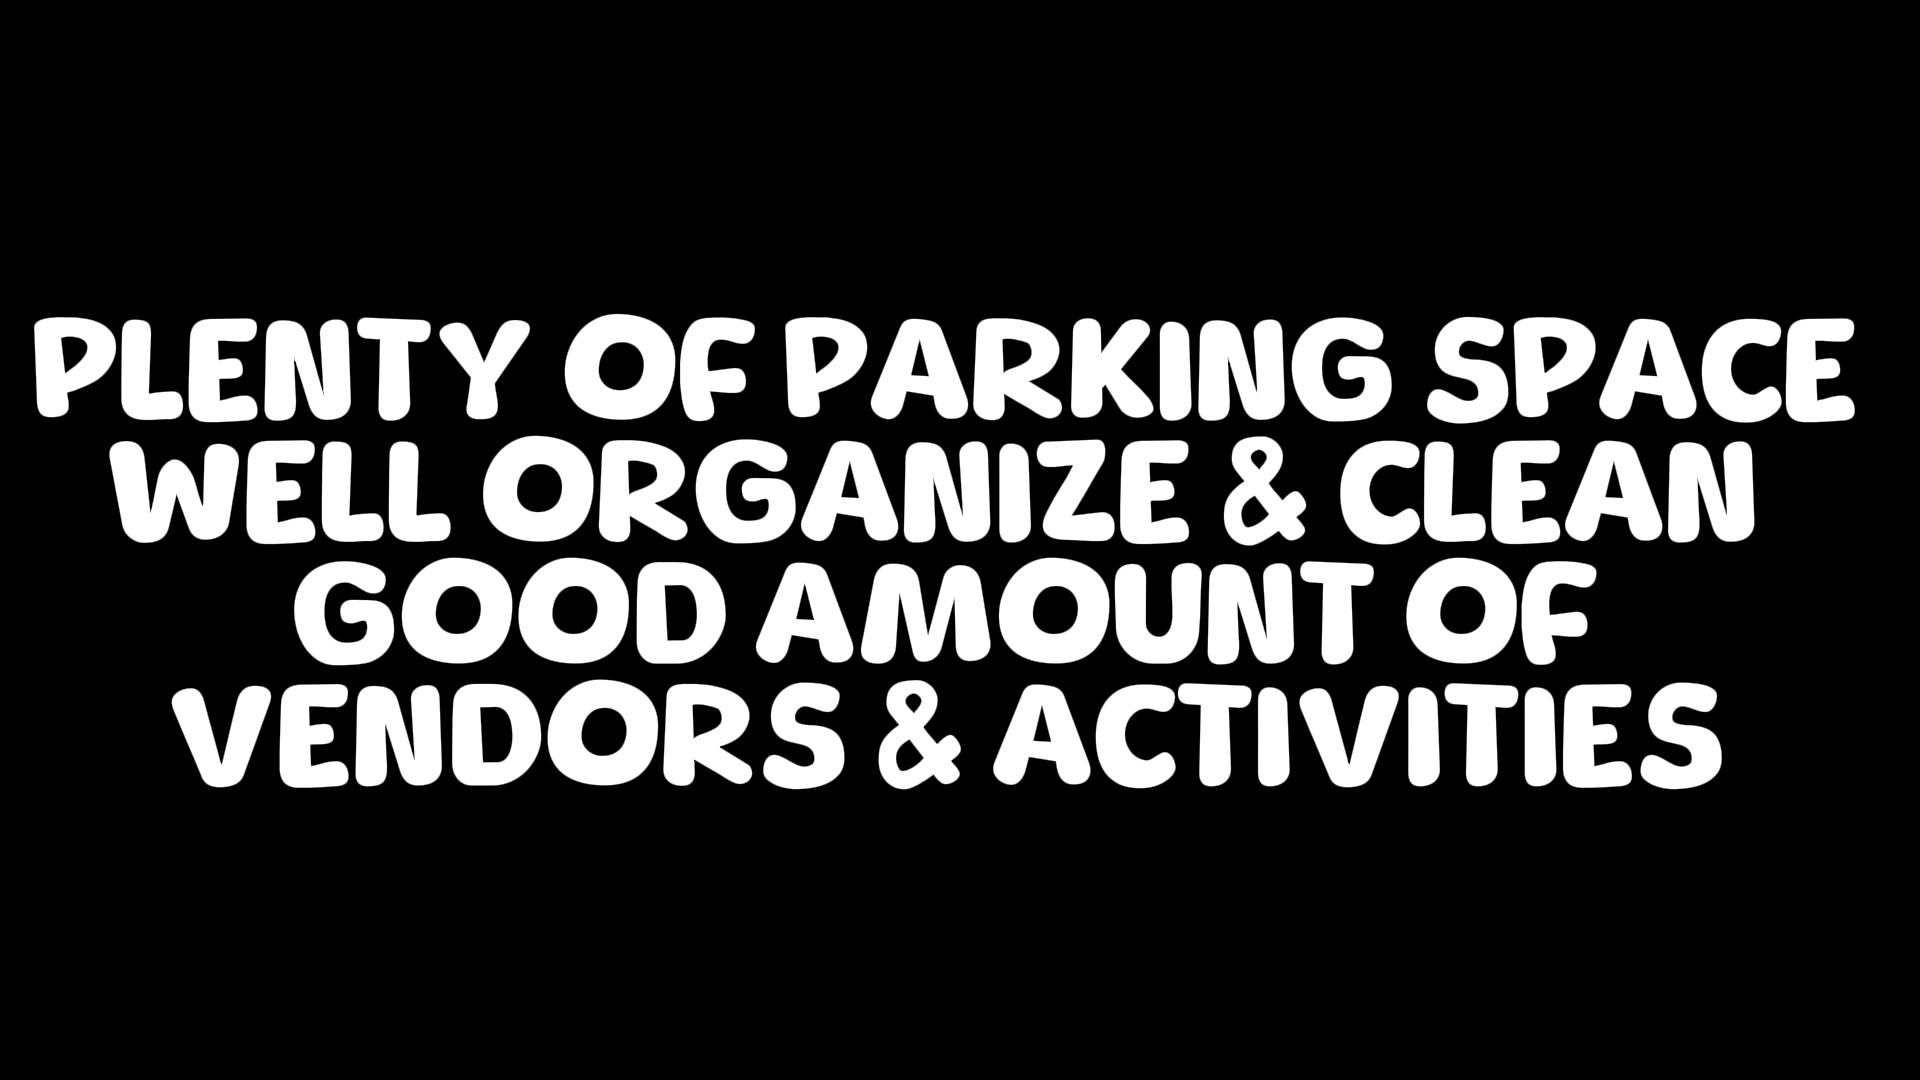 PLENTY OF PARKING SPACE
WELL ORGANIZE & CLEAN
GOOD AMOUNT OF
VENDORS & ACTIVITIES